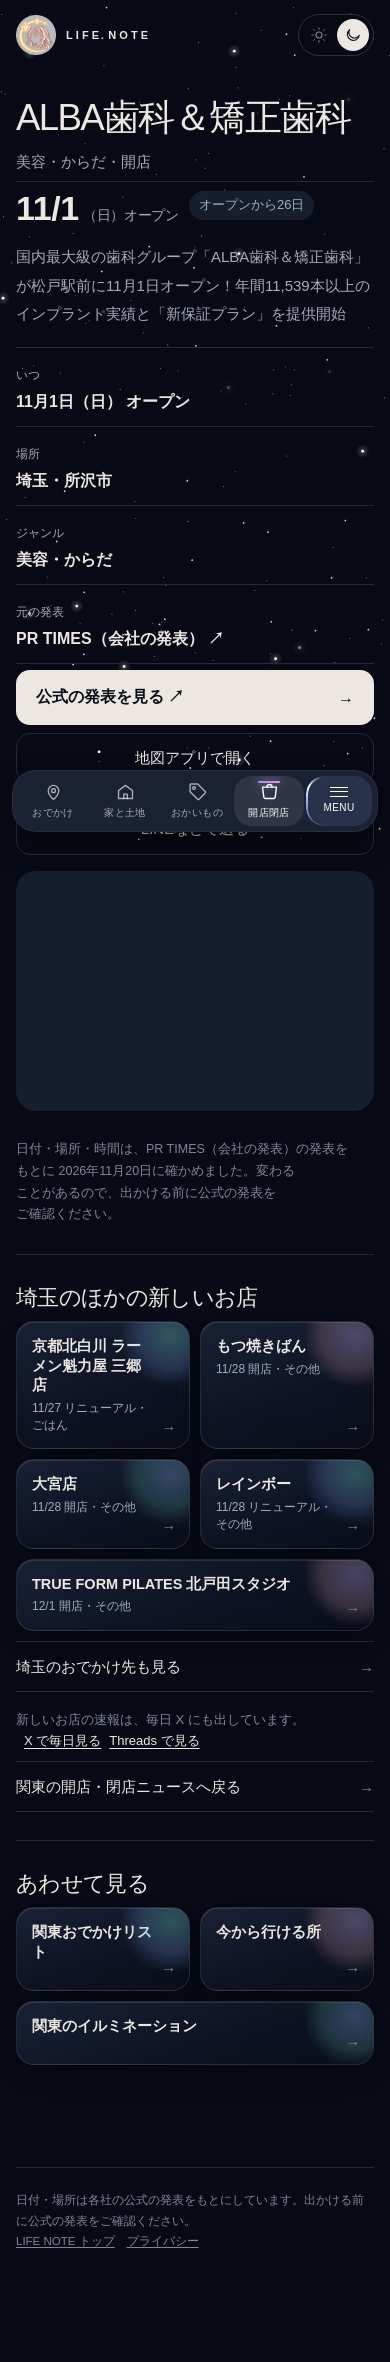 LIFE.NOTE
ALBA歯科＆矯正歯科
美容・からだ・開店
11/1（日）オープン オープンから26日
国内最大級の歯科グループ「ALBA歯科＆矯正歯科」
が松戸駅前に11月1日オープン！年間11,539本以上の
インプラント実績と「新保証プラン」を提供開始
いつ
11月1日（日） オープン
場所
埼玉・所沢市
ジャンル
美容・からだ
元の発表
PR TIMES（会社の発表） ↗
公式の発表を見る ↗ →
地図アプリで開く
おでかけ 家と土地 おかいもの 開店閉店 MENU
日付・場所・時間は、PR TIMES（会社の発表）の発表を
もとに 2026年11月20日に確かめました。変わる
ことがあるので、出かける前に公式の発表を
ご確認ください。
埼玉のほかの新しいお店
京都北白川 ラー
メン魁力屋 三郷
店
11/27 リニューアル・
ごはん →
もつ焼きばん
11/28 開店・その他
→
大宮店
11/28 開店・その他
→
レインボー
11/28 リニューアル・
その他 →
TRUE FORM PILATES 北戸田スタジオ
12/1 開店・その他 →
埼玉のおでかけ先も見る →
新しいお店の速報は、毎日 X にも出しています。
X で毎日見る Threads で見る
関東の開店・閉店ニュースへ戻る →
あわせて見る
関東おでかけリス
ト
→
今から行ける所
→
関東のイルミネーション
→
日付・場所は各社の公式の発表をもとにしています。出かける前
に公式の発表をご確認ください。
LIFE NOTE トップ プライバシー